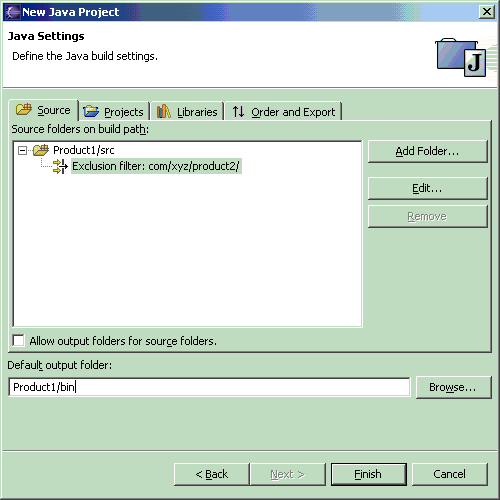 New Java Project
Java Settings
Define the Java build settings.
J
Source Projects Libraries Order and Export
Source folders on build path:
Product1/src
Exclusion filter: com/xyz/product2/
Add Folder...
Edit...
Remove
Allow output folders for source folders.
Default output folder:
Product1/bin
Browse...
< Back Next > Finish Cancel